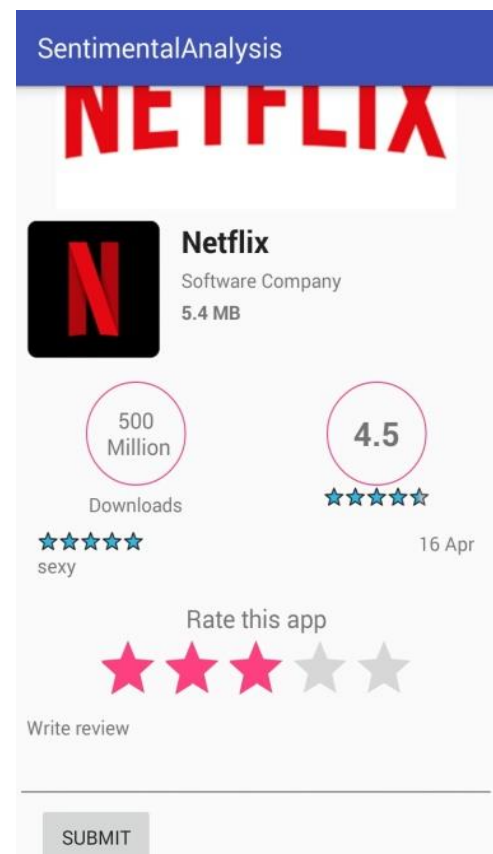 SentimentalAnalysis
NETFLIX
N
Netflix
Software Company
5.4 MB
500
Million
4.5
Downloads
16 Apr
sexy
Rate this app
Write review
SUBMIT